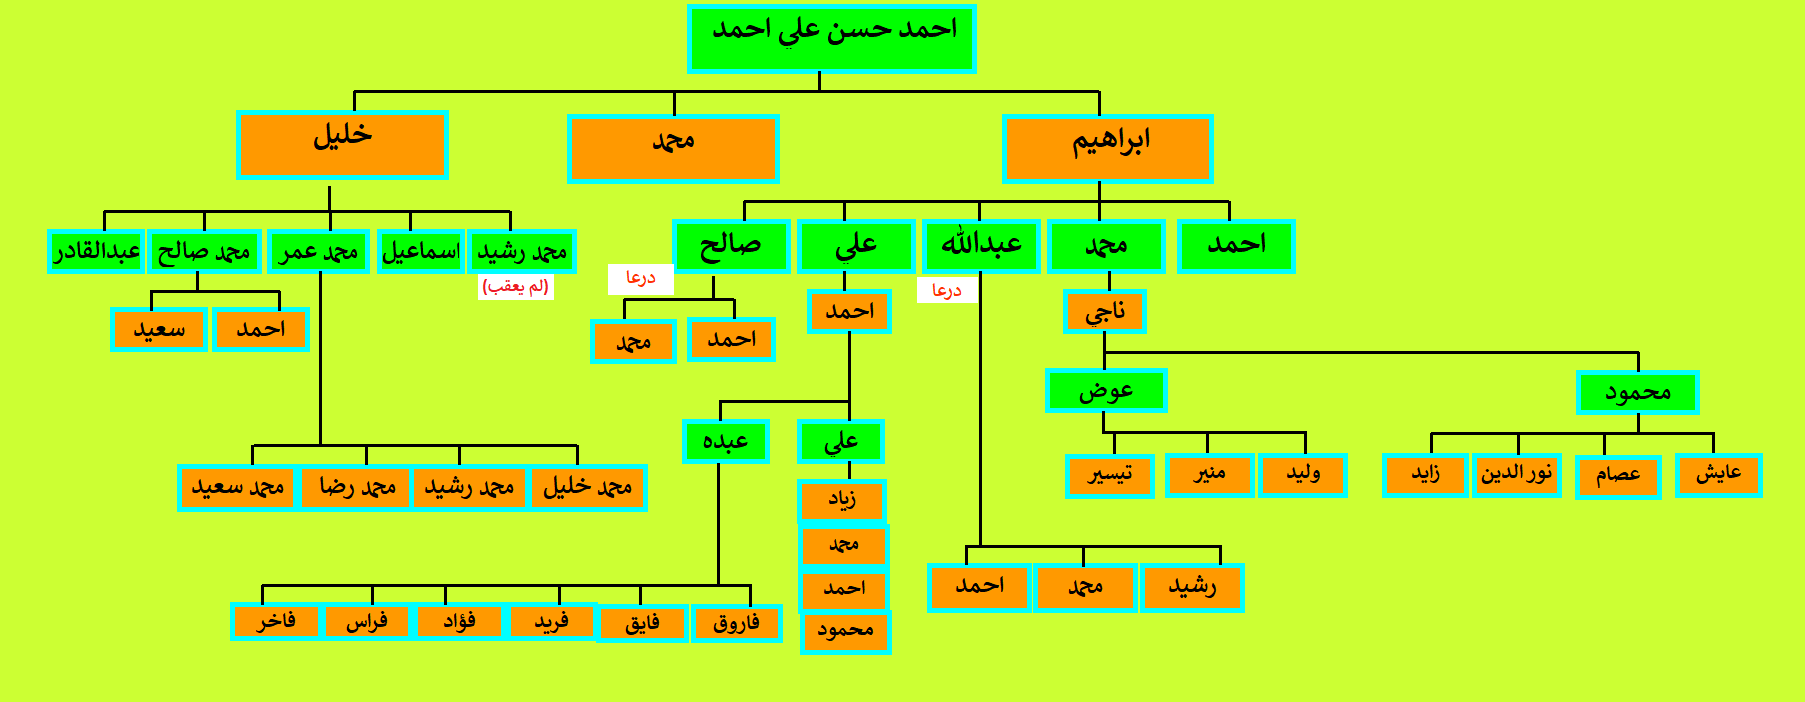 احمد حسن علي احمد
ابراهيم
محمد
خليل
احمد
محمد
عبدالله
علي
صالح
محمد رشيد
اسماعيل
محمد عمر
محمد صالح
عبدالقادر
درعا
درعا
(لم يعقب)
ناجي
احمد
احمد
محمد
احمد
سعيد
محمود
عوض
علي
عبده
عايش
عصام
نور الدين
زايد
وليد
منير
تيسير
محمد خليل
محمد رشيد
محمد رضا
محمد سعيد
زياد
محمد
احمد
محمود
رشيد
محمد
احمد
فاروق
فايق
فريد
فؤاد
فراس
فاخر